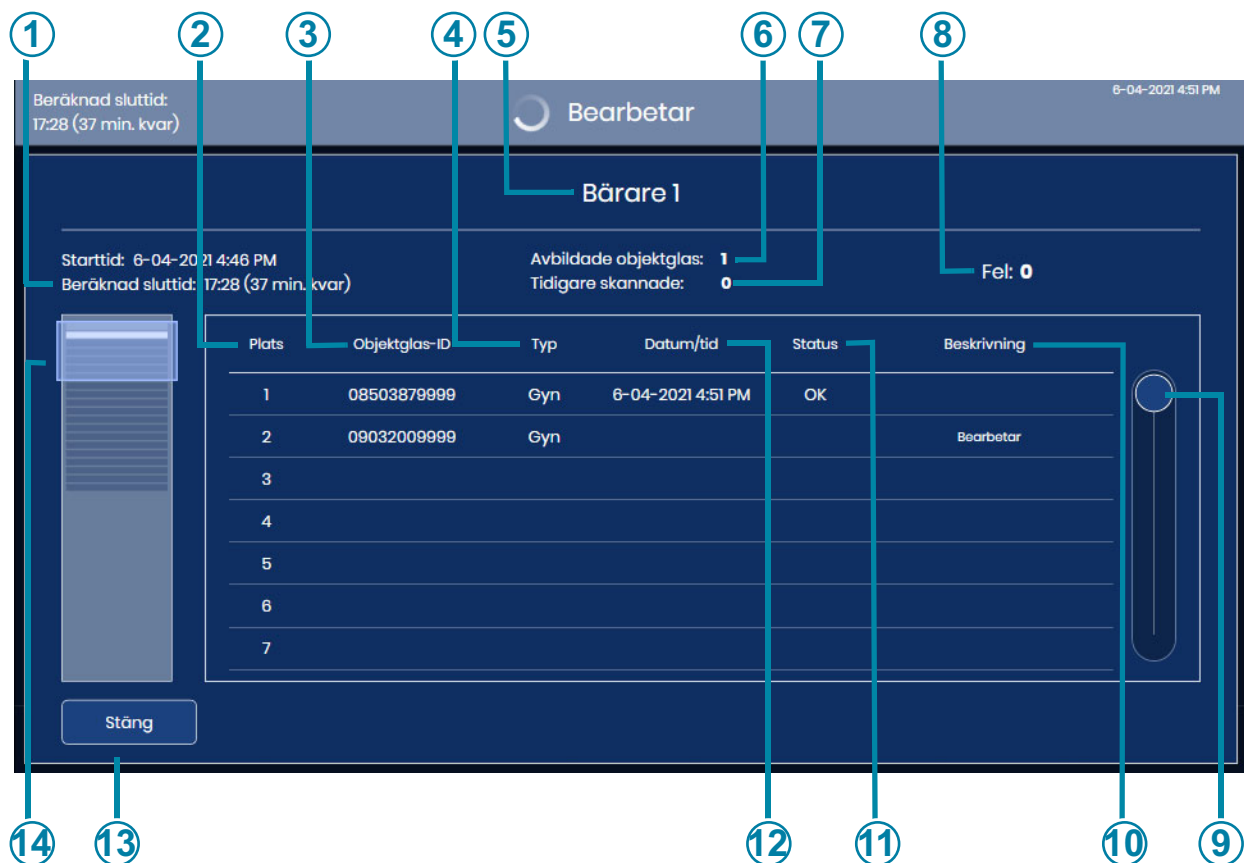 1 2 3 4 5 6 7 8
Beräknad sluttid:
17:28 (37 min. kvar)
Bearbetar
6-04-2021 4:51 PM
Bärare 1
Starttid: 6-04-2021 4:46 PM
Beräknad sluttid: 17:28 (37 min. kvar)
Avbildade objektglas: 1
Tidigare skannade: 0
Fel: 0
Plats Objektglas-ID Typ Datum/tid Status Beskrivning
1 08503879999 Gyn 6-04-2021 4:51 PM OK
2 09032009999 Gyn Bearbetar
3
4
5
6
7
Stäng
14 13 12 11 10 9